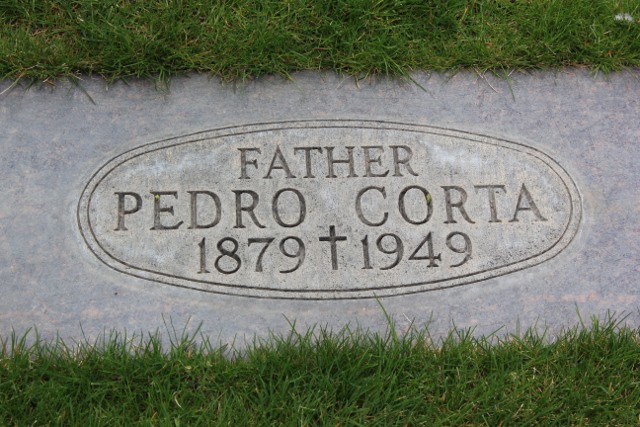 FATHER
PEDRO CORTA
1879 † 1949